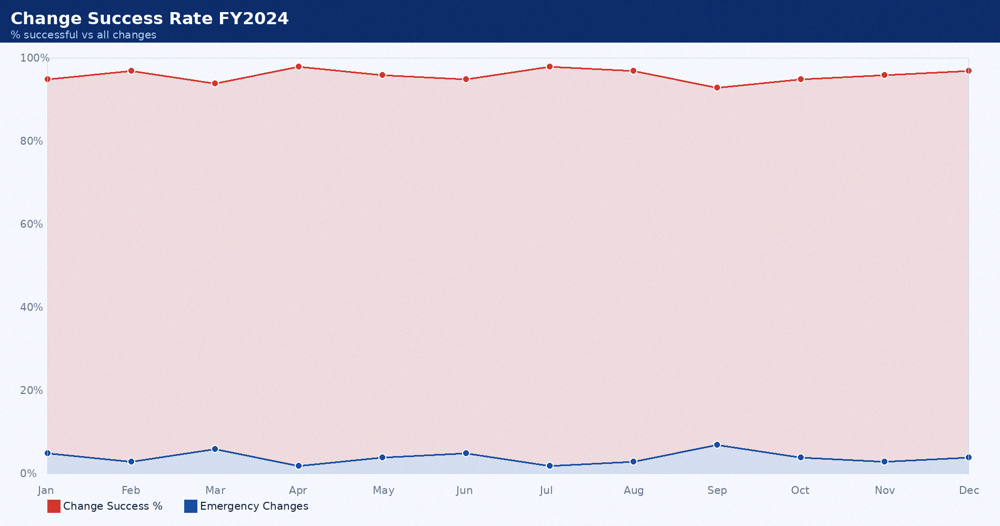 Change Success Rate FY2024
% successful vs all changes
100%
80%
60%
40%
20%
0%
Jan Feb Mar Apr May Jun Jul Aug Sep Oct Nov Dec
Change Success % Emergency Changes